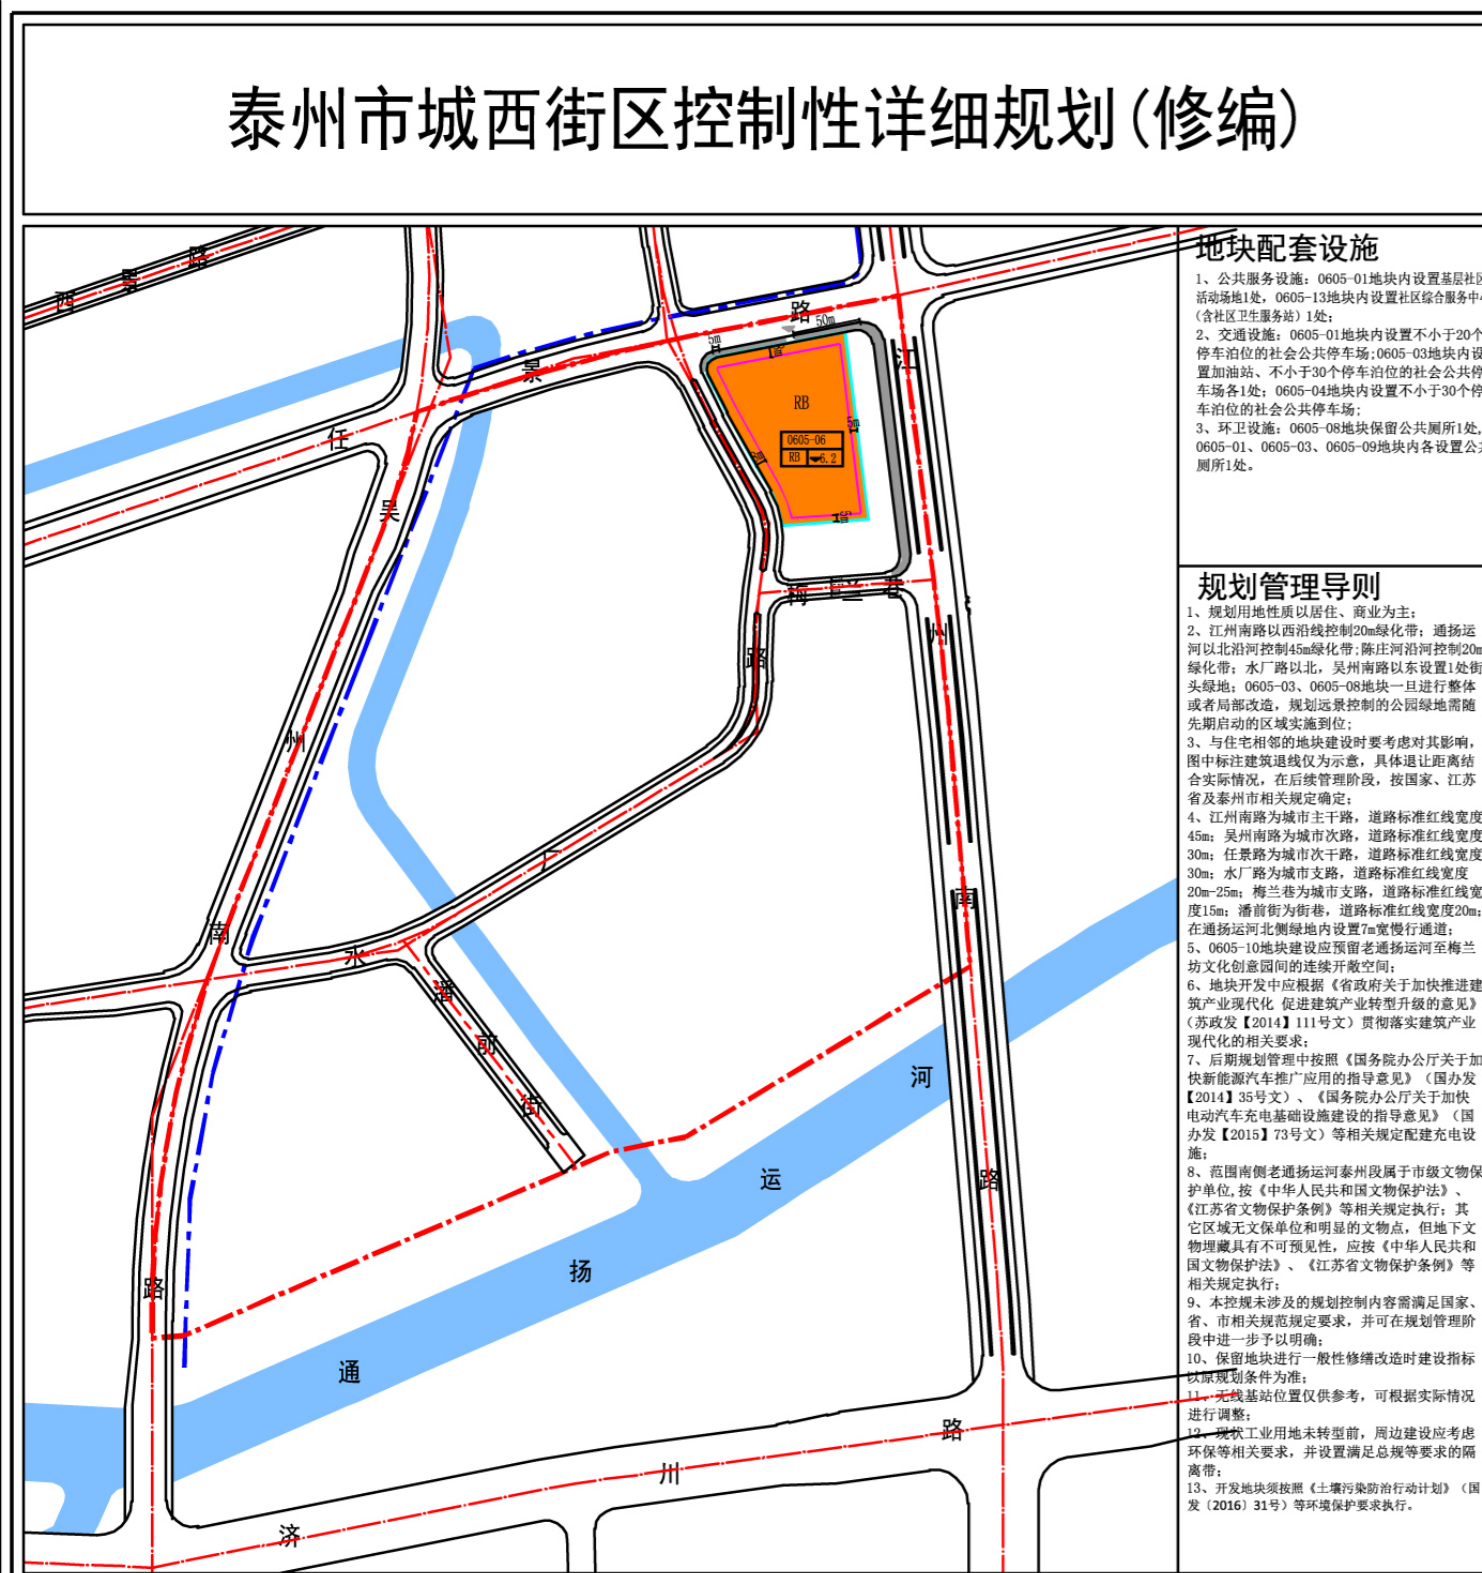 泰州市城西街区控制性详细规划(修编)
西景路
任景路
吴州南路
江州南路
水厂路
梅兰巷
潘前街
通扬运河
济川路
50m
5m
5m
RB
0605-06
RB 6.2
地块配套设施
1、公共服务设施：0605-01地块内设置基层社区
活动场地1处，0605-13地块内设置社区综合服务中心
(含社区卫生服务站）1处；
2、交通设施：0605-01地块内设置不小于20个
停车泊位的社会公共停车场;0605-03地块内设
置加油站、不小于30个停车泊位的社会公共停
车场各1处；0605-04地块内设置不小于30个停
车泊位的社会公共停车场；
3、环卫设施：0605-08地块保留公共厕所1处，
0605-01、0605-03、0605-09地块内各设置公共
厕所1处。
规划管理导则
1、规划用地性质以居住、商业为主；
2、江州南路以西沿线控制20m绿化带；通扬运
河以北沿河控制45m绿化带;陈庄河沿河控制20m
绿化带；水厂路以北，吴州南路以东设置1处街
头绿地；0605-03、0605-08地块一旦进行整体
或者局部改造，规划远景控制的公园绿地需随
先期启动的区域实施到位；
3、与住宅相邻的地块建设时要考虑对其影响，
图中标注建筑退线仅为示意，具体退让距离结
合实际情况，在后续管理阶段，按国家、江苏
省及泰州市相关规定确定；
4、江州南路为城市主干路，道路标准红线宽度
45m；吴州南路为城市次路，道路标准红线宽度
30m；任景路为城市次干路，道路标准红线宽度
30m；水厂路为城市支路，道路标准红线宽度
20m-25m；梅兰巷为城市支路，道路标准红线宽
度15m；潘前街为街巷，道路标准红线宽度20m；
在通扬运河北侧绿地内设置7m宽慢行通道；
5、0605-10地块建设应预留老通扬运河至梅兰
坊文化创意园间的连续开敞空间；
6、地块开发中应根据《省政府关于加快推进建
筑产业现代化 促进建筑产业转型升级的意见》
（苏政发【2014】111号文）贯彻落实建筑产业
现代化的相关要求；
7、后期规划管理中按照《国务院办公厅关于加
快新能源汽车推广应用的指导意见》（国办发
【2014】35号文）、《国务院办公厅关于加快
电动汽车充电基础设施建设的指导意见》（国
办发【2015】73号文）等相关规定配建充电设
施；
8、范围南侧老通扬运河泰州段属于市级文物保
护单位,按《中华人民共和国文物保护法》、
《江苏省文物保护条例》等相关规定执行；其
它区域无文保单位和明显的文物点，但地下文
物埋藏具有不可预见性，应按《中华人民共和
国文物保护法》、《江苏省文物保护条例》等
相关规定执行；
9、本控规未涉及的规划控制内容需满足国家、
省、市相关规范规定要求，并可在规划管理阶
段中进一步予以明确；
10、保留地块进行一般性修缮改造时建设指标
以原规划条件为准；
11、无线基站位置仅供参考，可根据实际情况
进行调整；
12、现状工业用地未转型前，周边建设应考虑
环保等相关要求，并设置满足总规等要求的隔
离带；
13、开发地块须按照《土壤污染防治行动计划》（国
发〔2016〕31号）等环境保护要求执行。